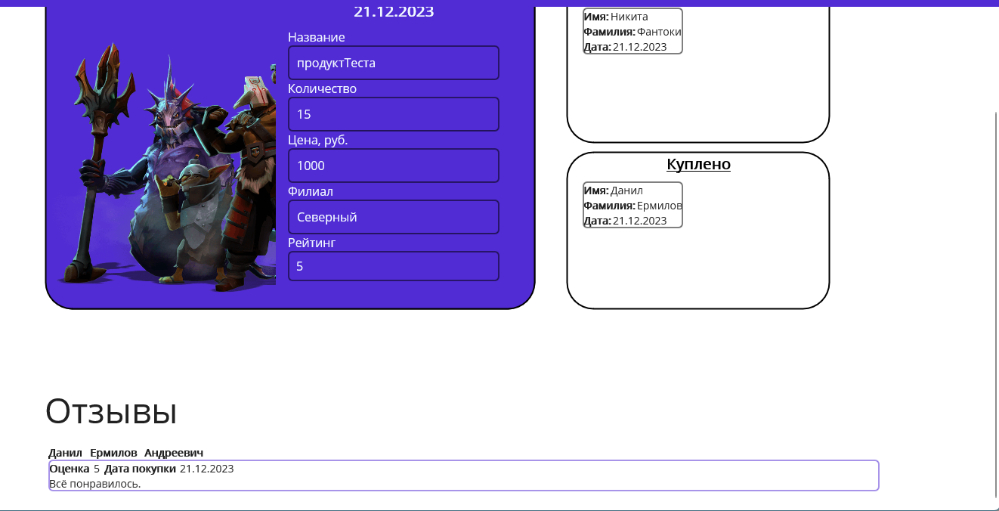 21.12.2023
Название
продуктТеста
Количество
15
Цена, руб.
1000
Филиал
Северный
Рейтинг
5
Имя: Никита
Фамилия: Фантоки
Дата: 21.12.2023
Куплено
Имя: Данил
Фамилия: Ермилов
Дата: 21.12.2023
Отзывы
Данил Ермилов Андреевич
Оценка 5 Дата покупки 21.12.2023
Всё понравилось.